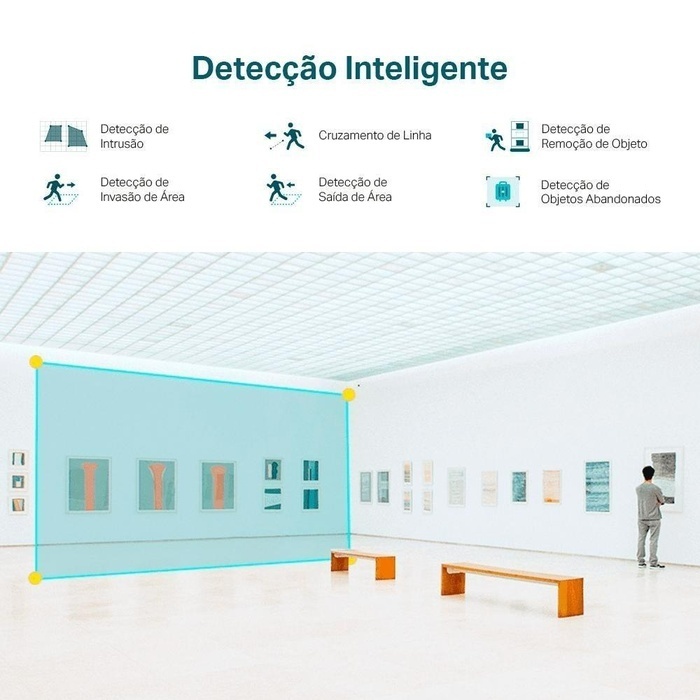 Detecção Inteligente
Detecção de
Intrusão
Cruzamento de Linha
Detecção de
Remoção de Objeto
Detecção de
Invasão de Área
Detecção de
Saída de Área
Detecção de
Objetos Abandonados